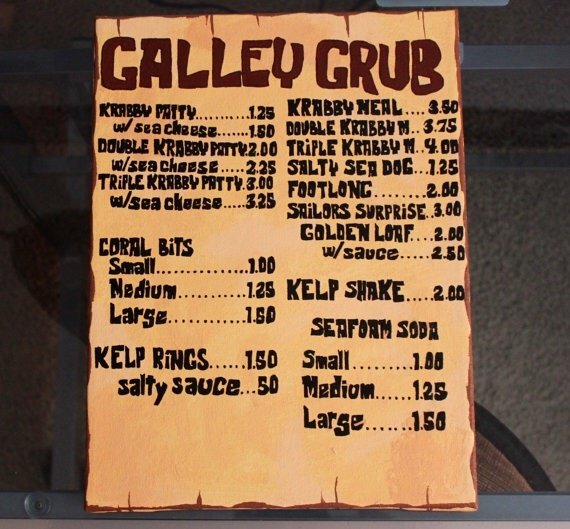 GALLEY GRUB
KRABBY PATTY..........1.25
w/sea cheese........1.50
DOUBLE KRABBY PATTY..2.00
w/sea cheese......2.25
TRIPLE KRABBY PATTY.3.00
w/sea cheese.....3.25
CORAL BITS
Small..............1.00
Medium............1.25
Large.............1.50
KELP RINGS......1.50
salty sauce...50
KRABBY MEAL....3.50
DOUBLE KRABBY M..3.75
TRIPLE KRABBY M..4.00
SALTY SEA DOG..1.25
FOOTLONG.........2.00
SAILORS SURPRISE..3.00
GOLDEN LOAF....2.00
w/sauce.....2.50
KELP SHAKE.....2.00
SEAFOAM SODA
Small.........1.00
Medium......1.25
Large.......1.50